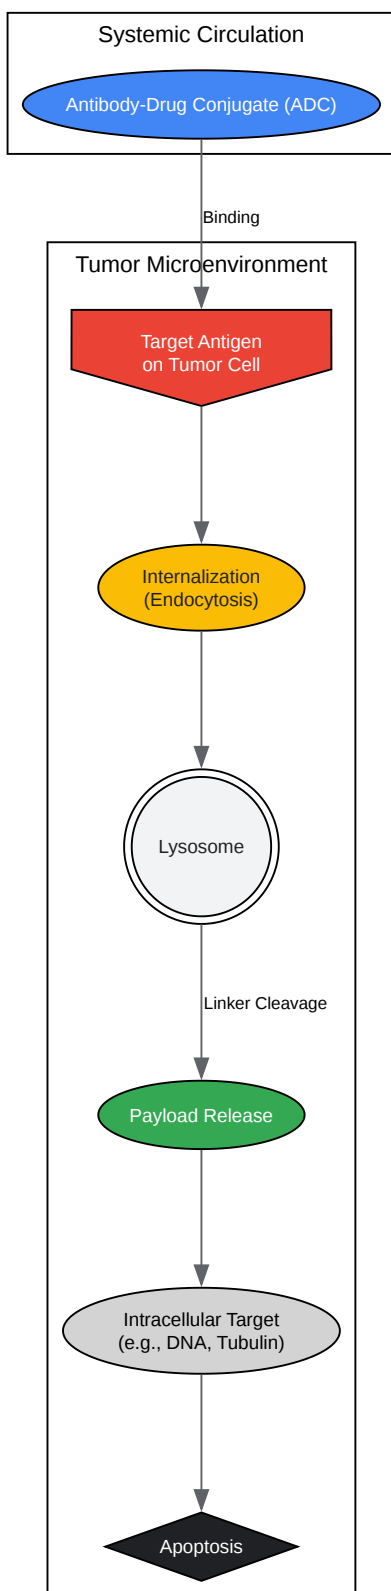 Systemic Circulation
Antibody-Drug Conjugate (ADC)
Binding
Tumor Microenvironment
Target Antigen
on Tumor Cell
Internalization
(Endocytosis)
Lysosome
Linker Cleavage
Payload Release
Intracellular Target
(e.g., DNA, Tubulin)
Apoptosis